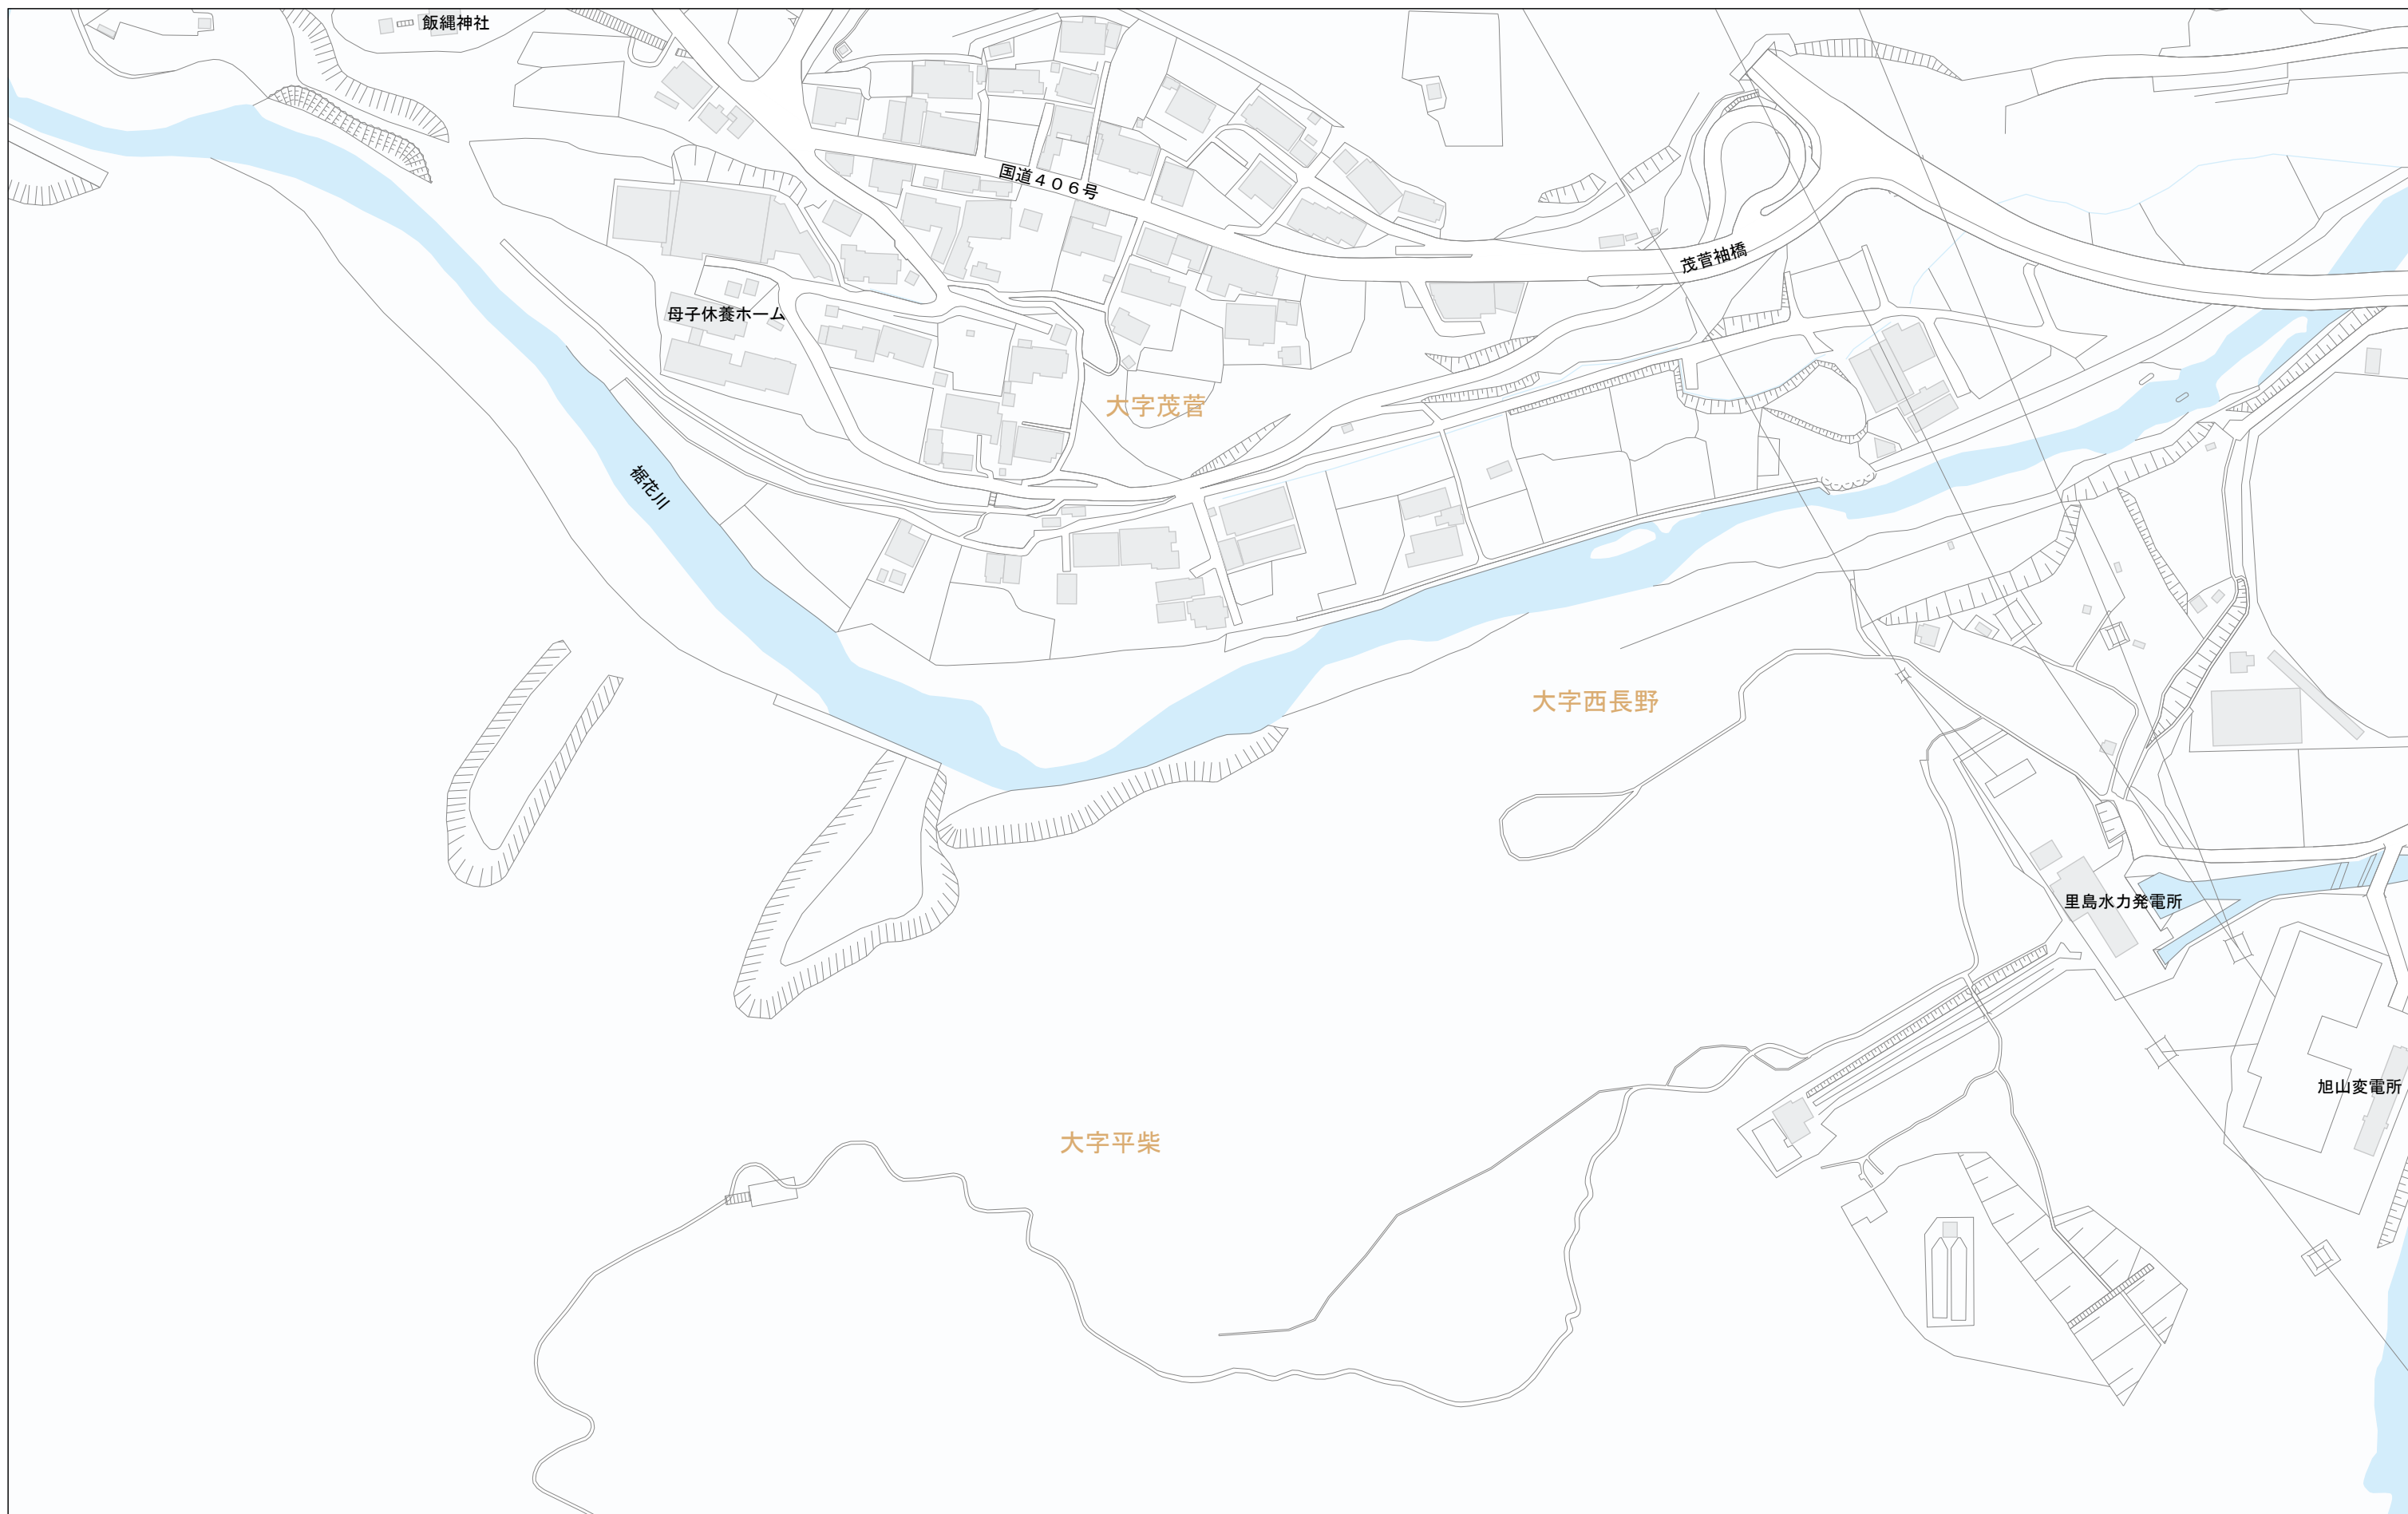 飯縄神社
国道４０６号
茂菅袖橋
母子休養ホーム
大字茂菅
裾花川
大字西長野
里島水力発電所
旭山変電所
大字平柴